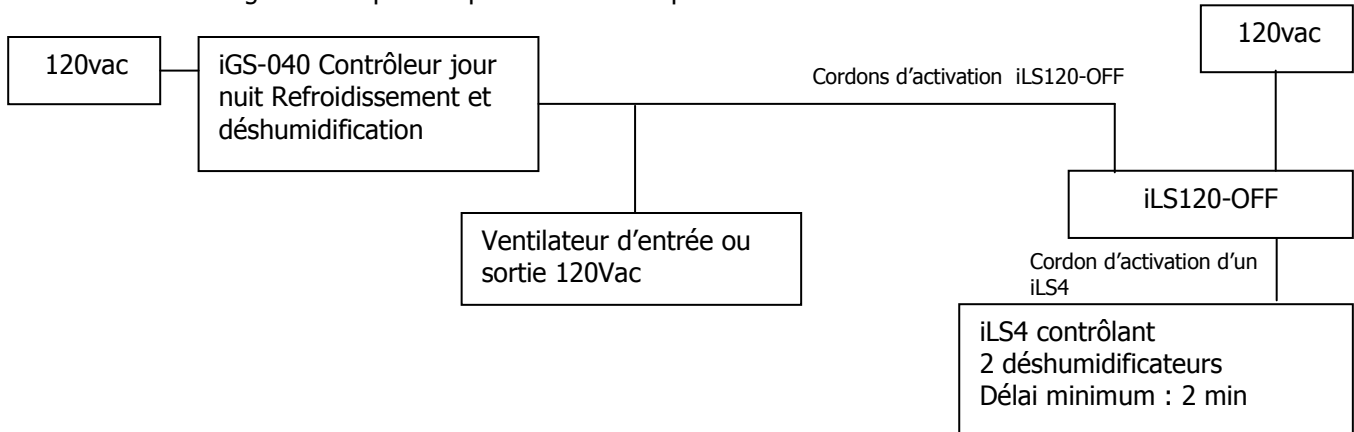 120vac
iGS-040 Contrôleur jour
nuit Refroidissement et
déshumidification
Cordons d'activation iLS120-OFF
120vac
iLS120-OFF
Ventilateur d'entrée ou
sortie 120Vac
Cordon d'activation d'un
iLS4
iLS4 contrôlant
2 déshumidificateurs
Délai minimum : 2 min